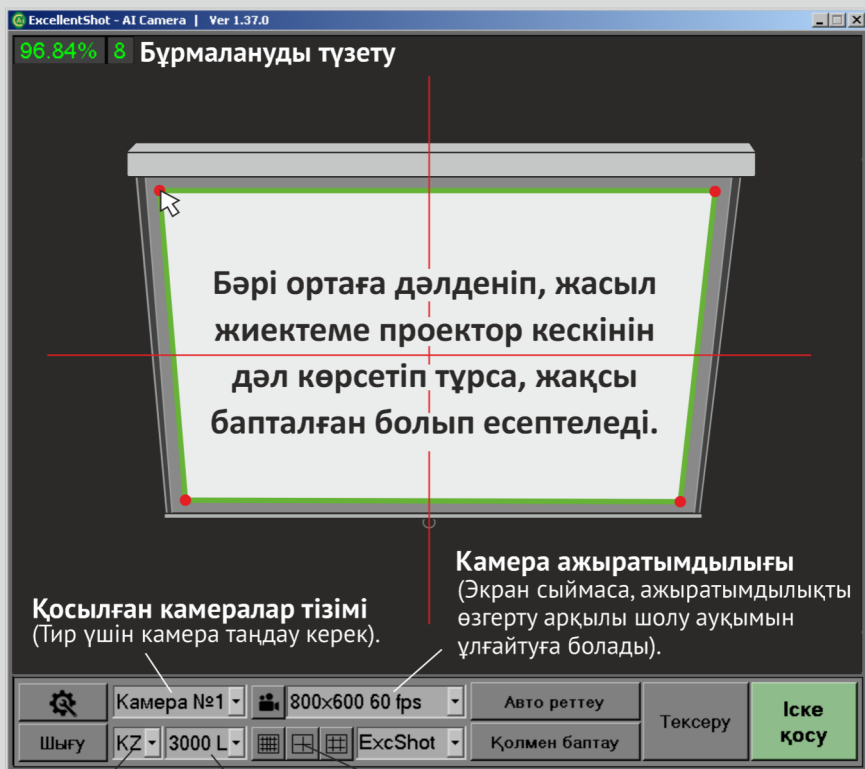 ExcellentShot - AI Camera | Ver 1.37.0
96.84% 8 Бұрмалануды түзету
Бәрі ортаға дәлденіп, жасыл
жиектеме проектор кескінін
дәл көрсетіп тұрса, жақсы
бапталған болып есептеледі.
Камера ажыратымдылығы
(Экран сыймаса, ажыратымдылықты
өзгерту арқылы шолу ауқымын
ұлғайтуға болады).
Қосылған камералар тізімі
(Тир үшін камера таңдау керек).
Камера №1 800x600 60 fps Авто реттеу
Тексеру
Іске
қосу
Шығу KZ 3000 L ExcShot Қолмен баптау